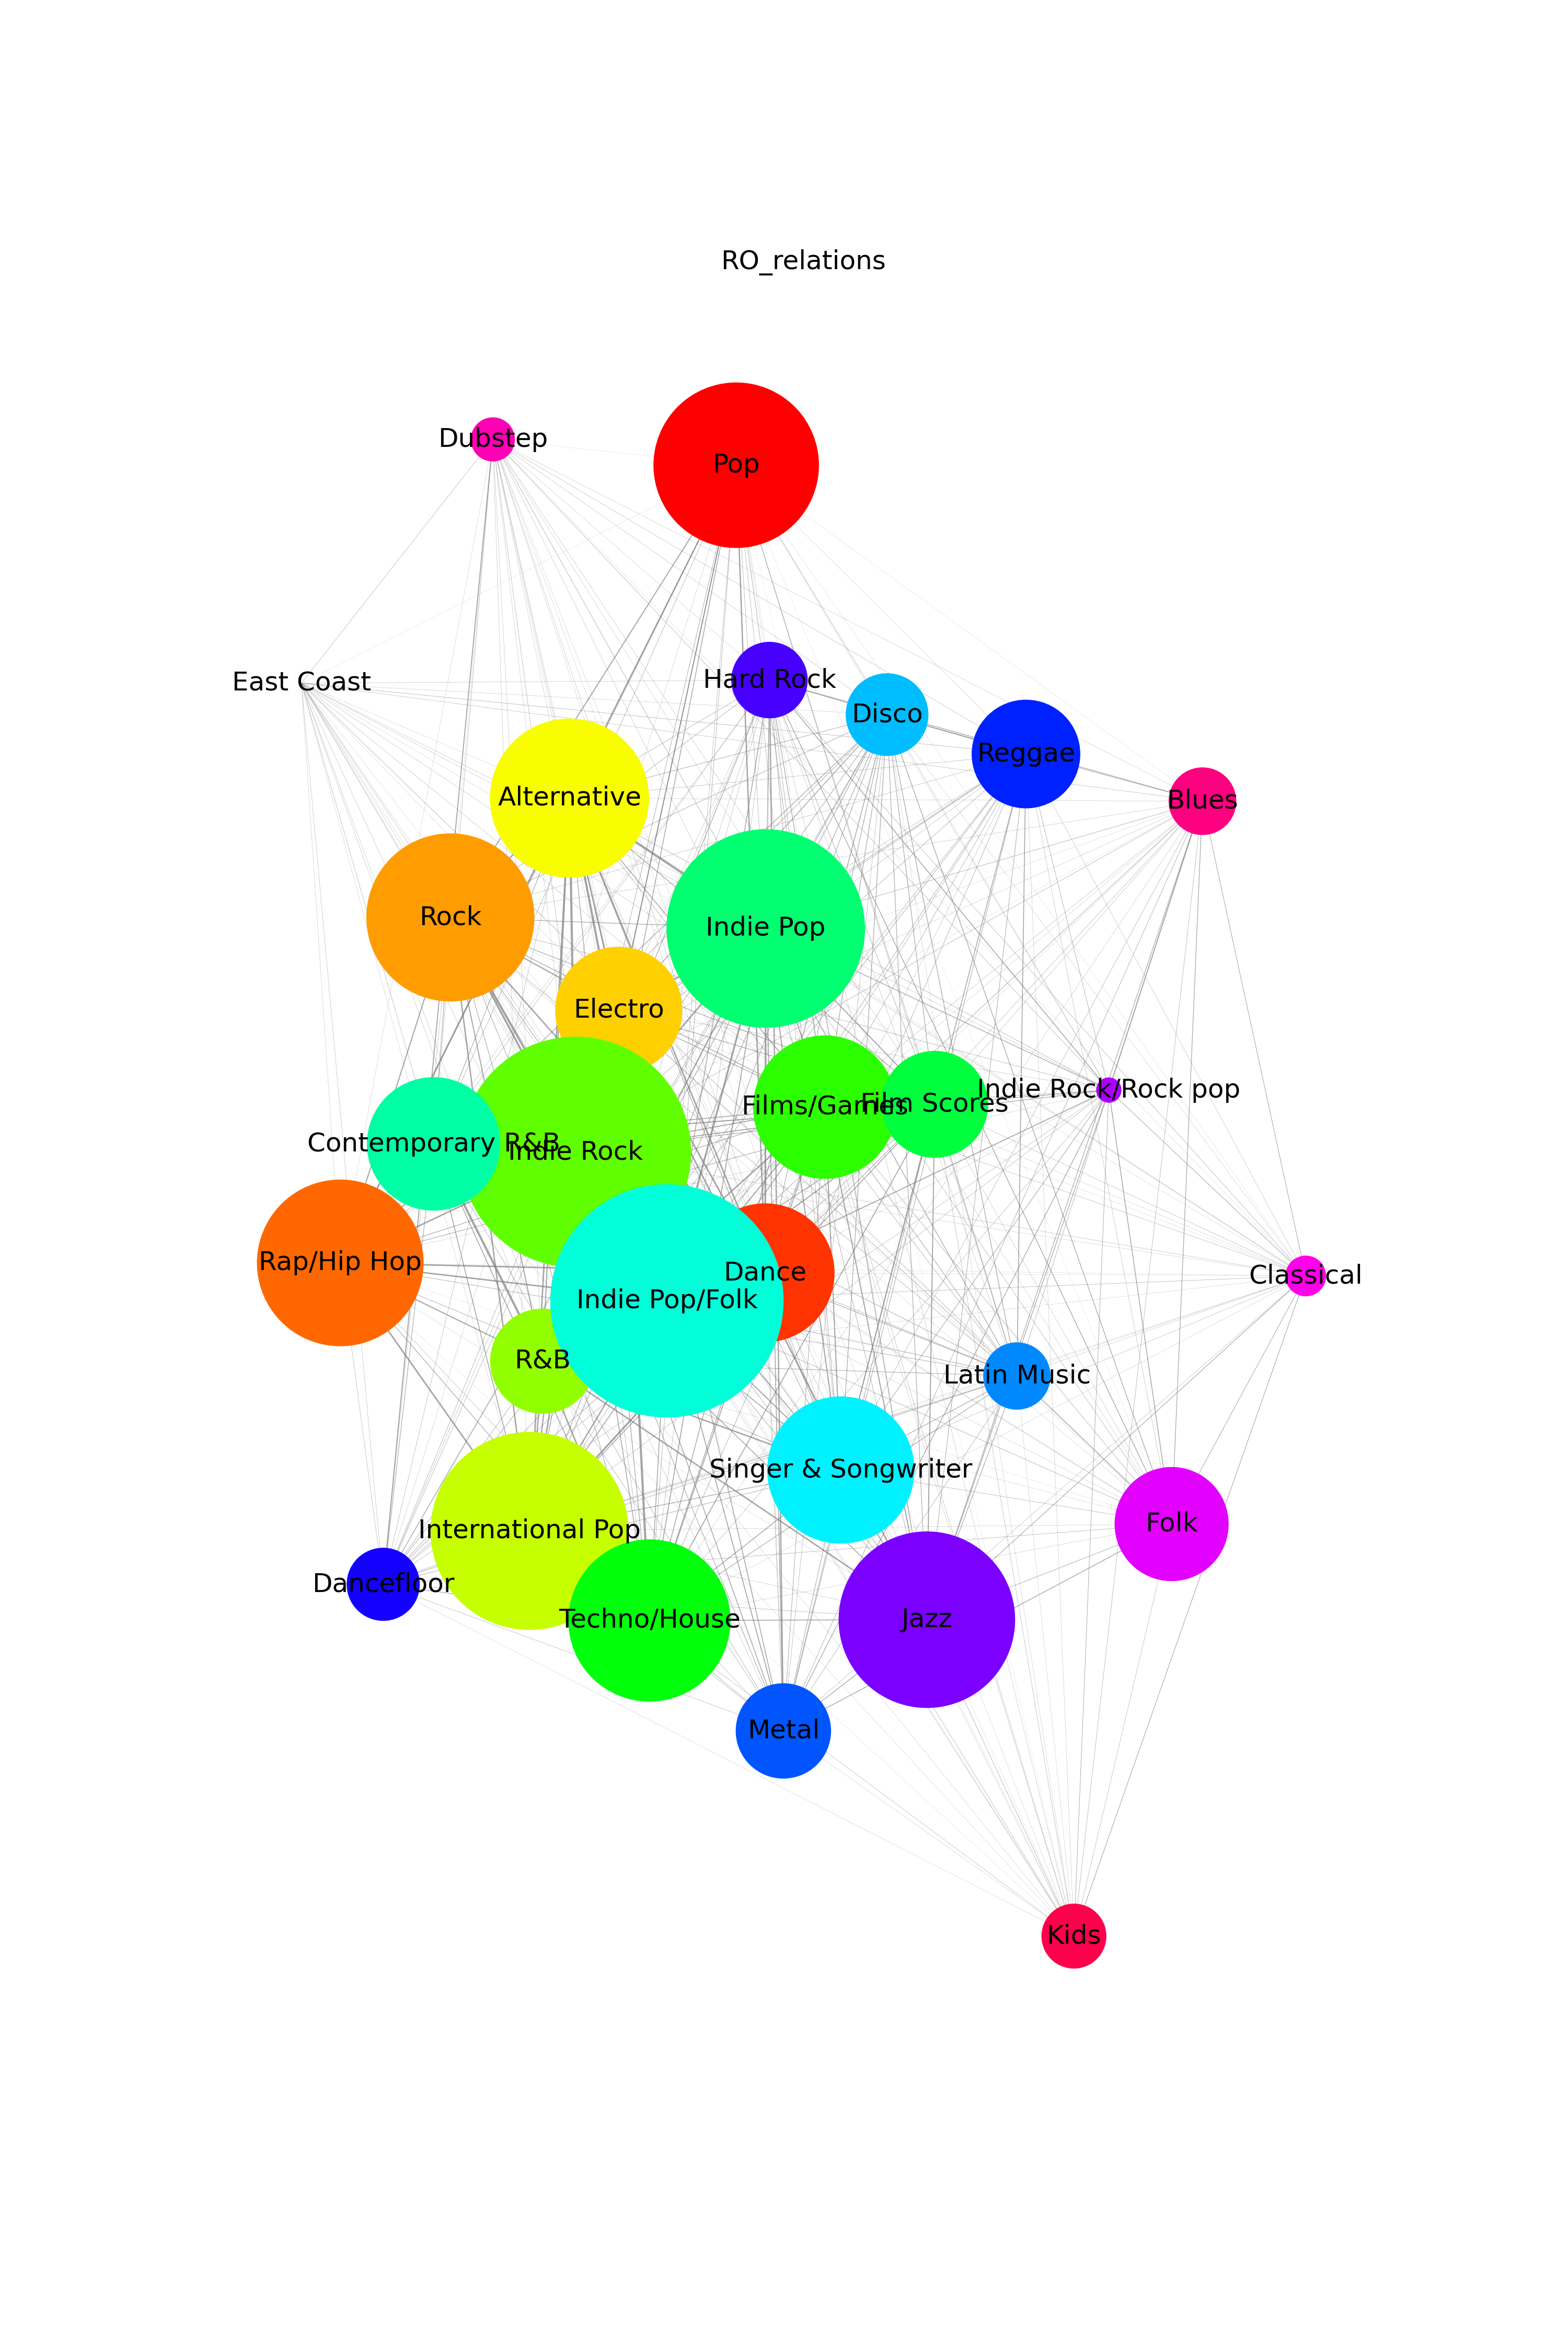 RO_relations
Dubstep
Pop
East Coast
Hard Rock
Disco
Reggae
Alternative
Blues
Rock
Indie Pop
Electro
Indie Rock/Rock pop
Films/Games
Film Scores
Contemporary R&B
Indie Rock
Rap/Hip Hop
Dance
Classical
Indie Pop/Folk
R&B
Latin Music
Singer & Songwriter
Folk
International Pop
Dancefloor
Techno/House
Jazz
Metal
Kids